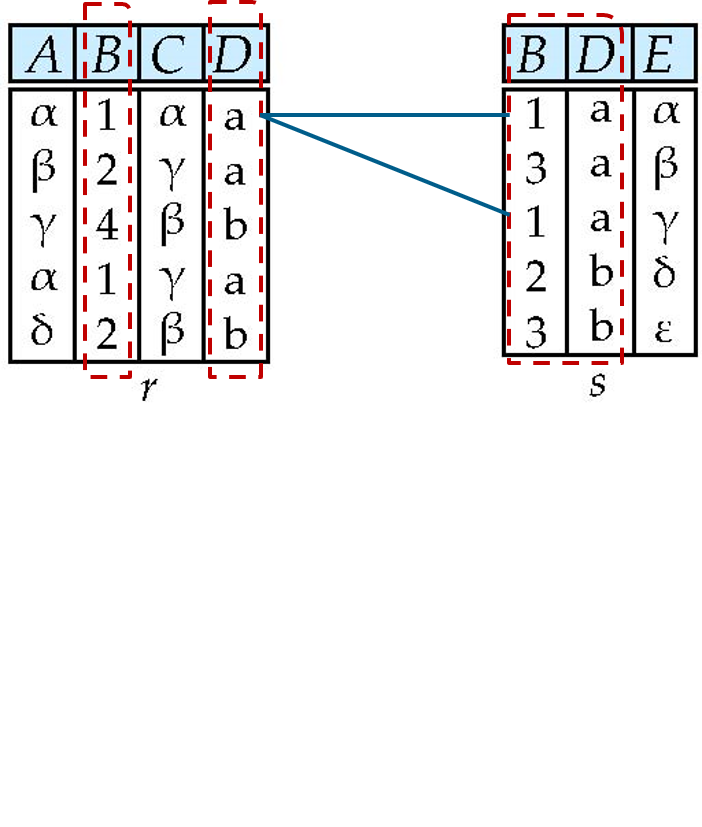 A B C D
α 1 α a
β 2 γ a
γ 4 β b
α 1 γ a
δ 2 β b
r
B D E
1 a α
3 a β
1 a γ
2 b δ
3 b ε
s